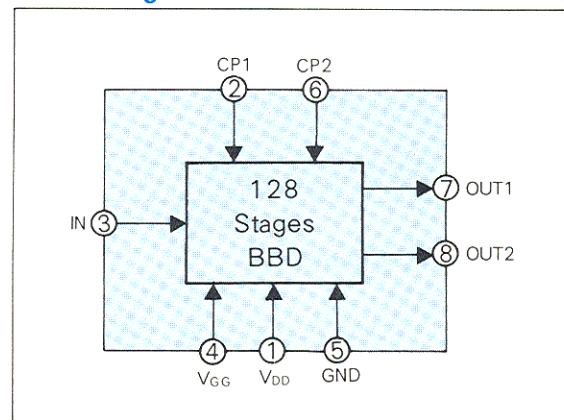 CP1 CP2
② ⑥
128
Stages
BBD
IN ③
⑦ OUT1
⑧ OUT2
④ ① ⑤
VGG VDD GND